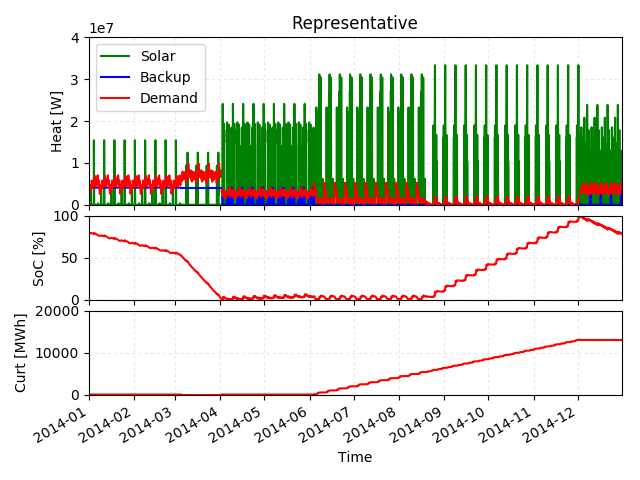 Representative
1e7
4
3
2
1
0
Heat [W]
Solar
Backup
Demand
100
50
0
SoC [%]
20000
10000
0
Curt [MWh]
2014-01
2014-02
2014-03
2014-04
2014-05
2014-06
2014-07
2014-08
2014-09
2014-10
2014-11
2014-12
Time